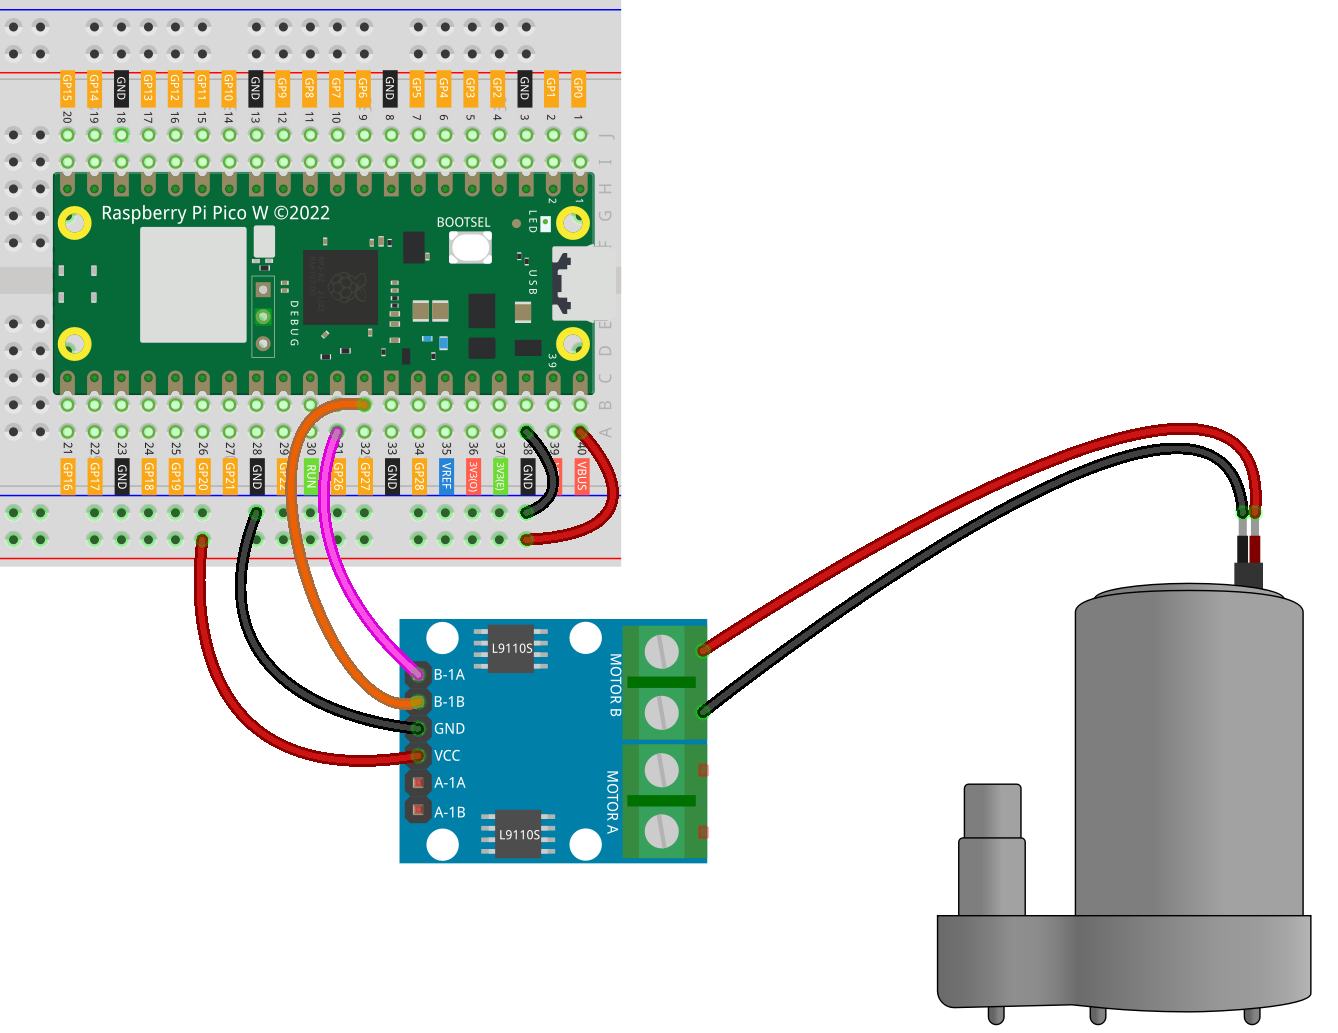 GP15 GP14 GND GP13 GP12 GP11 GP10 GND GP9 GP8 GP7 GP6 GND GP5 GP4 GP3 GP2 GND GP1 GP0
20 19 18 17 16 15 14 13 12 11 10 9 8 7 6 5 4 3 2 1
J
I
H
G
F
2 1
Raspberry Pi Pico W ©2022
BOOTSEL
LED
USB
DEBUG
39
E
D
C
B
A
21 22 23 24 25 26 27 28 29 30 31 32 33 34 35 36 37 38 39 40
GP16 GP17 GND GP18 GP19 GP20 GP21 GND GP22 RUN GP26 GP27 GND GP28 VREF 3V3(O) 3V3(E) GND VBUS
L9110S
B-1A
B-1B
GND
VCC
A-1A
A-1B
MOTOR B
MOTOR A
L9110S